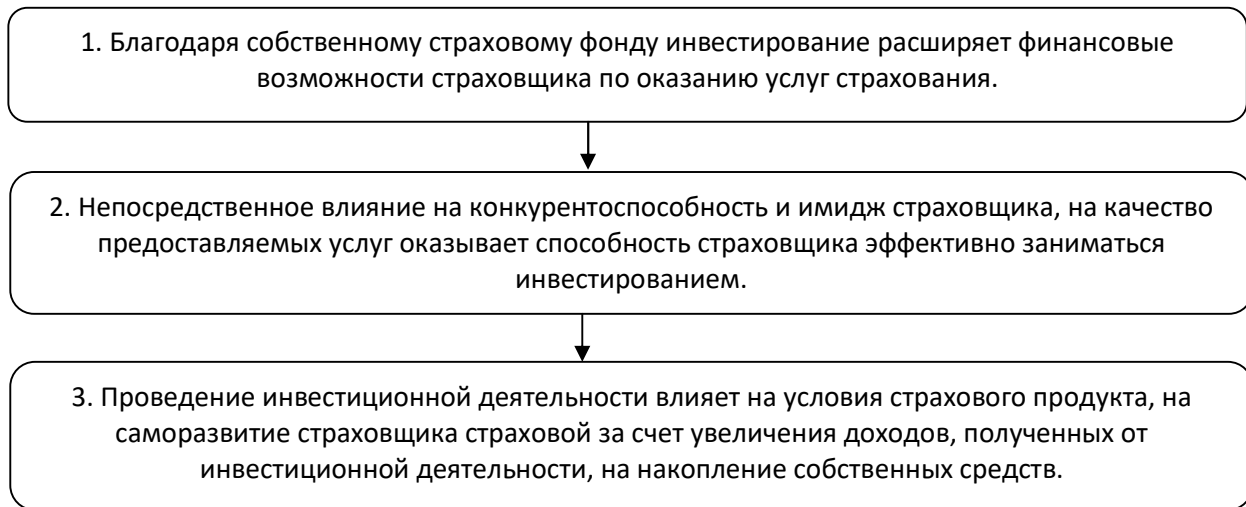 1. Благодаря собственному страховому фонду инвестирование расширяет финансовые
возможности страховщика по оказанию услуг страхования.
2. Непосредственное влияние на конкурентоспособность и имидж страховщика, на качество
предоставляемых услуг оказывает способность страховщика эффективно заниматься
инвестированием.
3. Проведение инвестиционной деятельности влияет на условия страхового продукта, на
саморазвитие страховщика страховой за счет увеличения доходов, полученных от
инвестиционной деятельности, на накопление собственных средств.